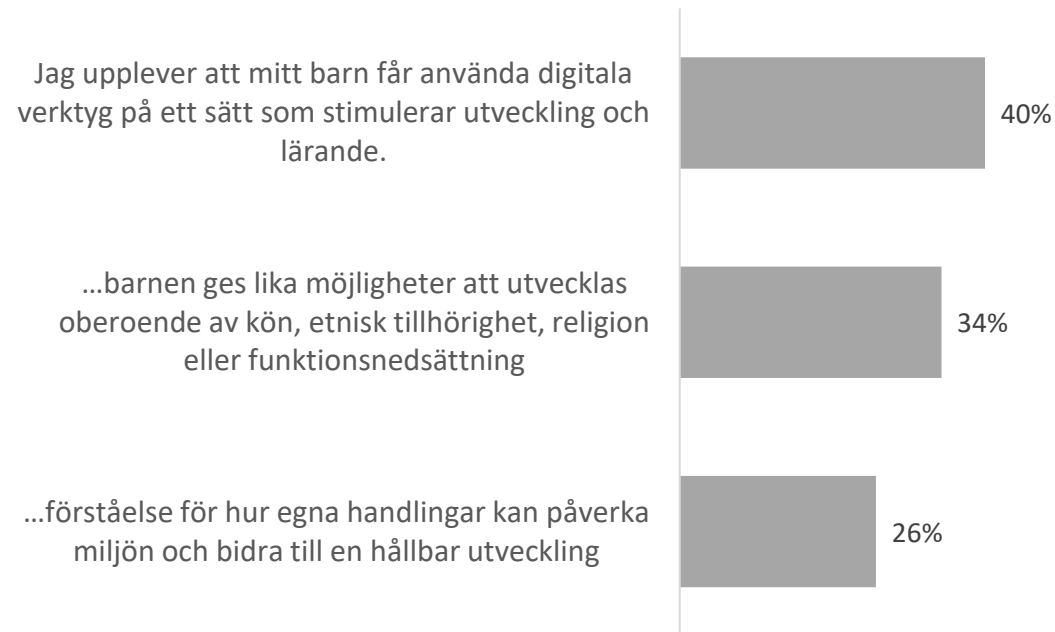 Jag upplever att mitt barn får använda digitala
verktyg på ett sätt som stimulerar utveckling och
lärande.
40%
…barnen ges lika möjligheter att utvecklas
oberoende av kön, etnisk tillhörighet, religion
eller funktionsnedsättning
34%
…förståelse för hur egna handlingar kan påverka
miljön och bidra till en hållbar utveckling
26%